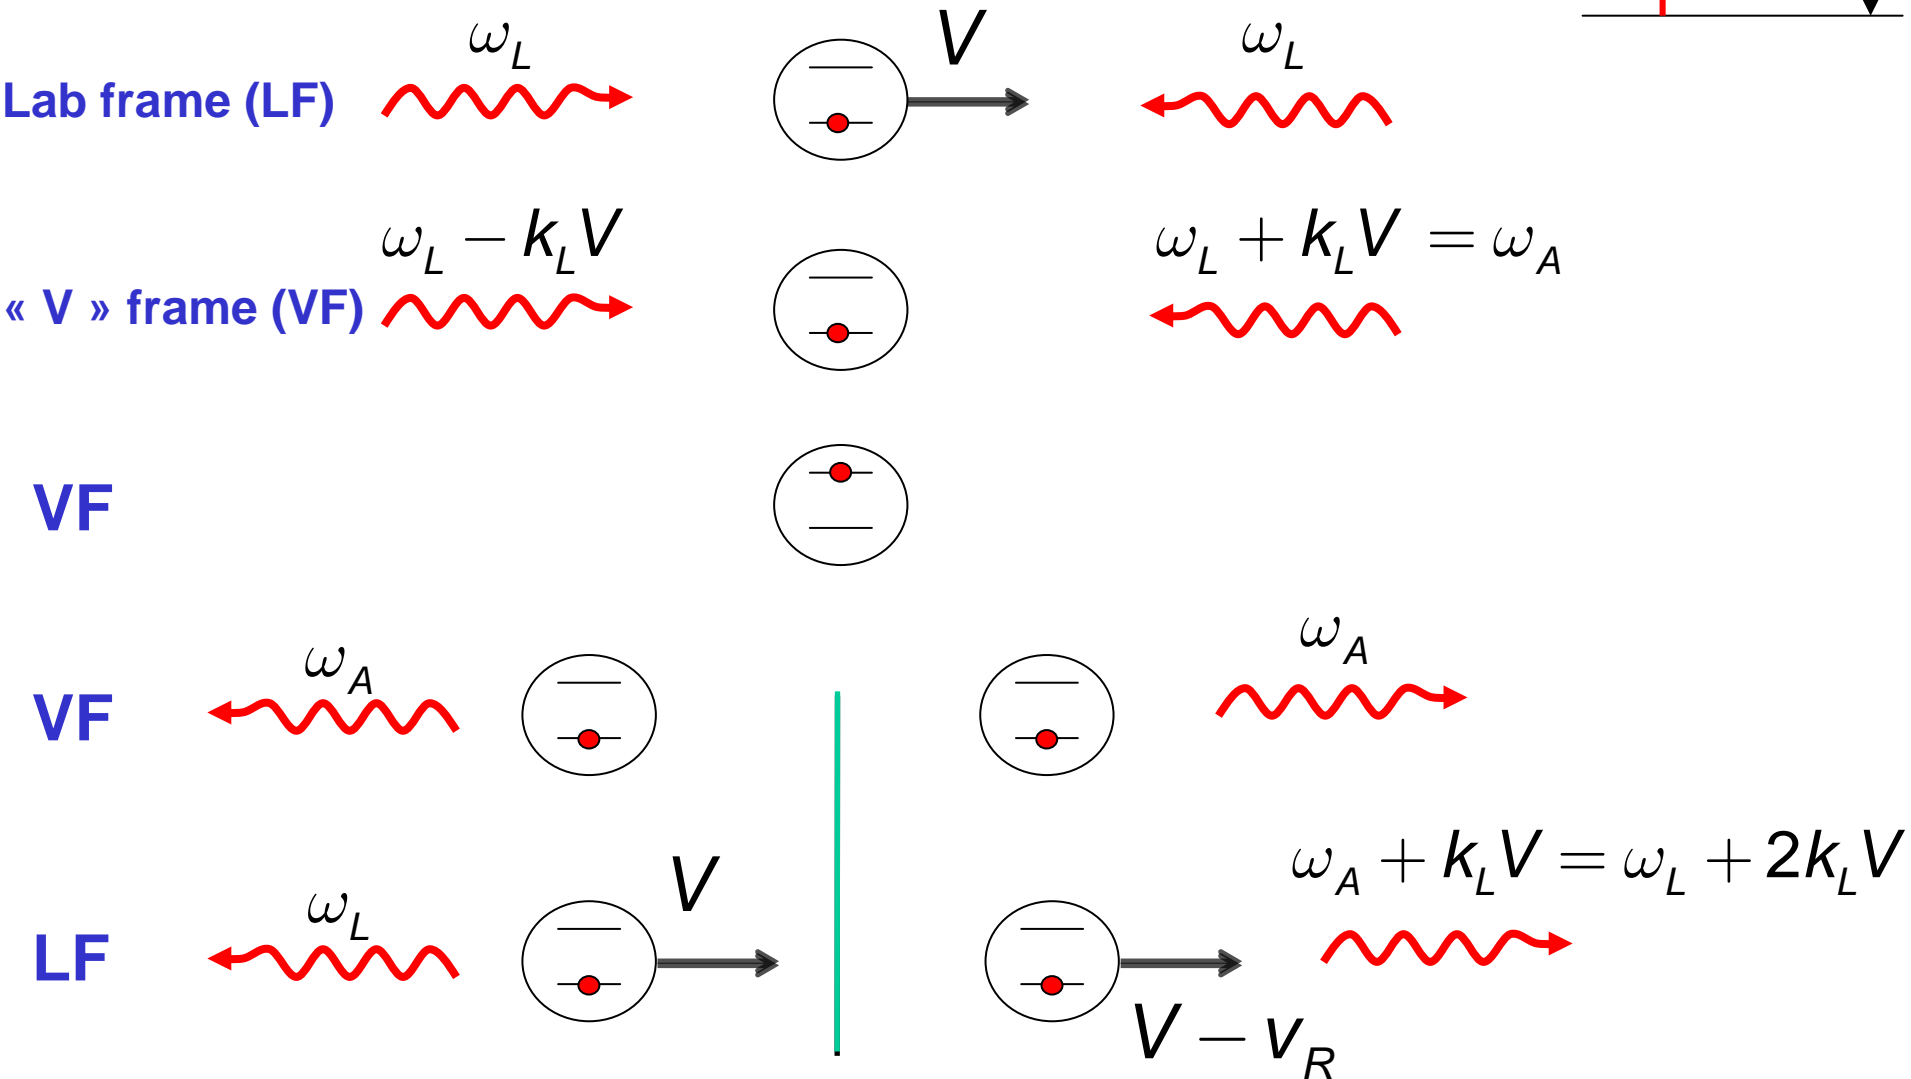 ω_L V ω_L
Lab frame (LF)
ω_L − k_L V ω_L + k_L V = ω_A
« V » frame (VF)
VF
ω_A ω_A
VF
ω_A + k_L V = ω_L + 2k_L V
ω_L V
LF
V − v_R